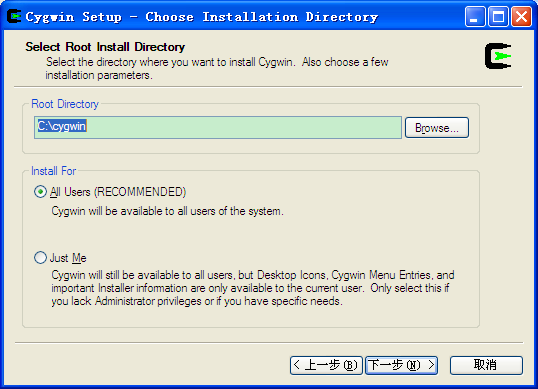 Cygwin Setup - Choose Installation Directory
Select Root Install Directory
Select the directory where you want to install Cygwin. Also choose a few
installation parameters.
Root Directory
C:\cygwin
Browse...
Install For
All Users (RECOMMENDED)
Cygwin will be available to all users of the system.
Just Me
Cygwin will still be available to all users, but Desktop Icons, Cygwin Menu Entries, and
important Installer information are only available to the current user. Only select this if
you lack Administrator privileges or if you have specific needs.
< 上一步(B) 下一步(N) > 取消